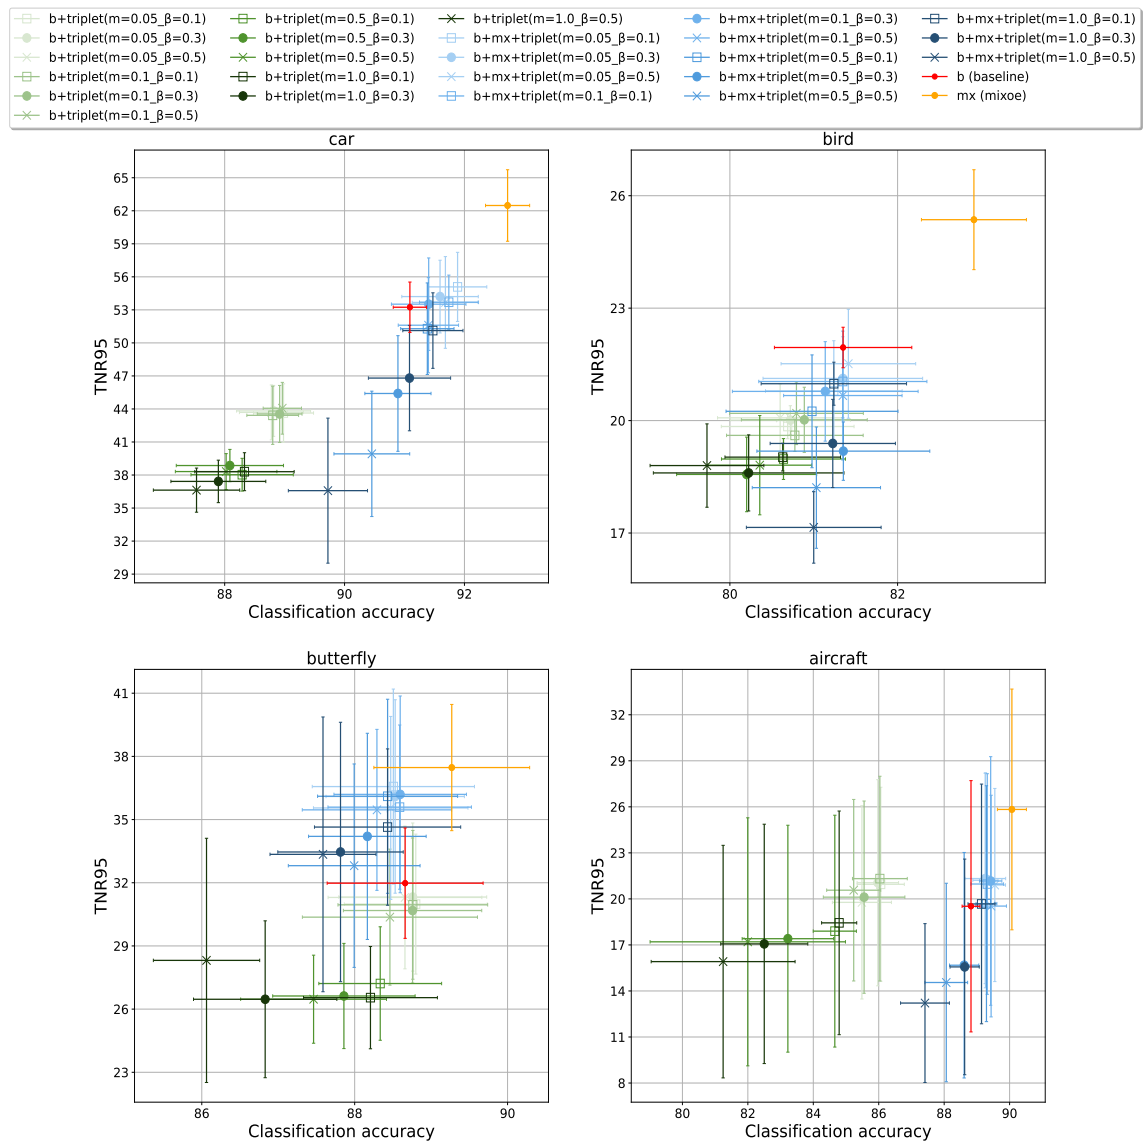 b+triplet(m=0.05_β=0.1)
b+triplet(m=0.05_β=0.3)
b+triplet(m=0.05_β=0.5)
b+triplet(m=0.1_β=0.1)
b+triplet(m=0.1_β=0.3)
b+triplet(m=0.1_β=0.5)
b+triplet(m=0.5_β=0.1)
b+triplet(m=0.5_β=0.3)
b+triplet(m=0.5_β=0.5)
b+triplet(m=1.0_β=0.1)
b+triplet(m=1.0_β=0.3)
b+triplet(m=1.0_β=0.5)
b+mx+triplet(m=0.05_β=0.1)
b+mx+triplet(m=0.05_β=0.3)
b+mx+triplet(m=0.05_β=0.5)
b+mx+triplet(m=0.1_β=0.1)
b+mx+triplet(m=0.1_β=0.3)
b+mx+triplet(m=0.1_β=0.5)
b+mx+triplet(m=0.5_β=0.1)
b+mx+triplet(m=0.5_β=0.3)
b+mx+triplet(m=0.5_β=0.5)
b+mx+triplet(m=1.0_β=0.1)
b+mx+triplet(m=1.0_β=0.3)
b+mx+triplet(m=1.0_β=0.5)
b (baseline)
mx (mixoe)
car
TNR95
65
62
59
56
53
50
47
44
41
38
35
32
29
88 90 92
Classification accuracy
bird
TNR95
26
23
20
17
80 82
Classification accuracy
butterfly
TNR95
41
38
35
32
29
26
23
86 88 90
Classification accuracy
aircraft
TNR95
32
29
26
23
20
17
14
11
8
80 82 84 86 88 90
Classification accuracy